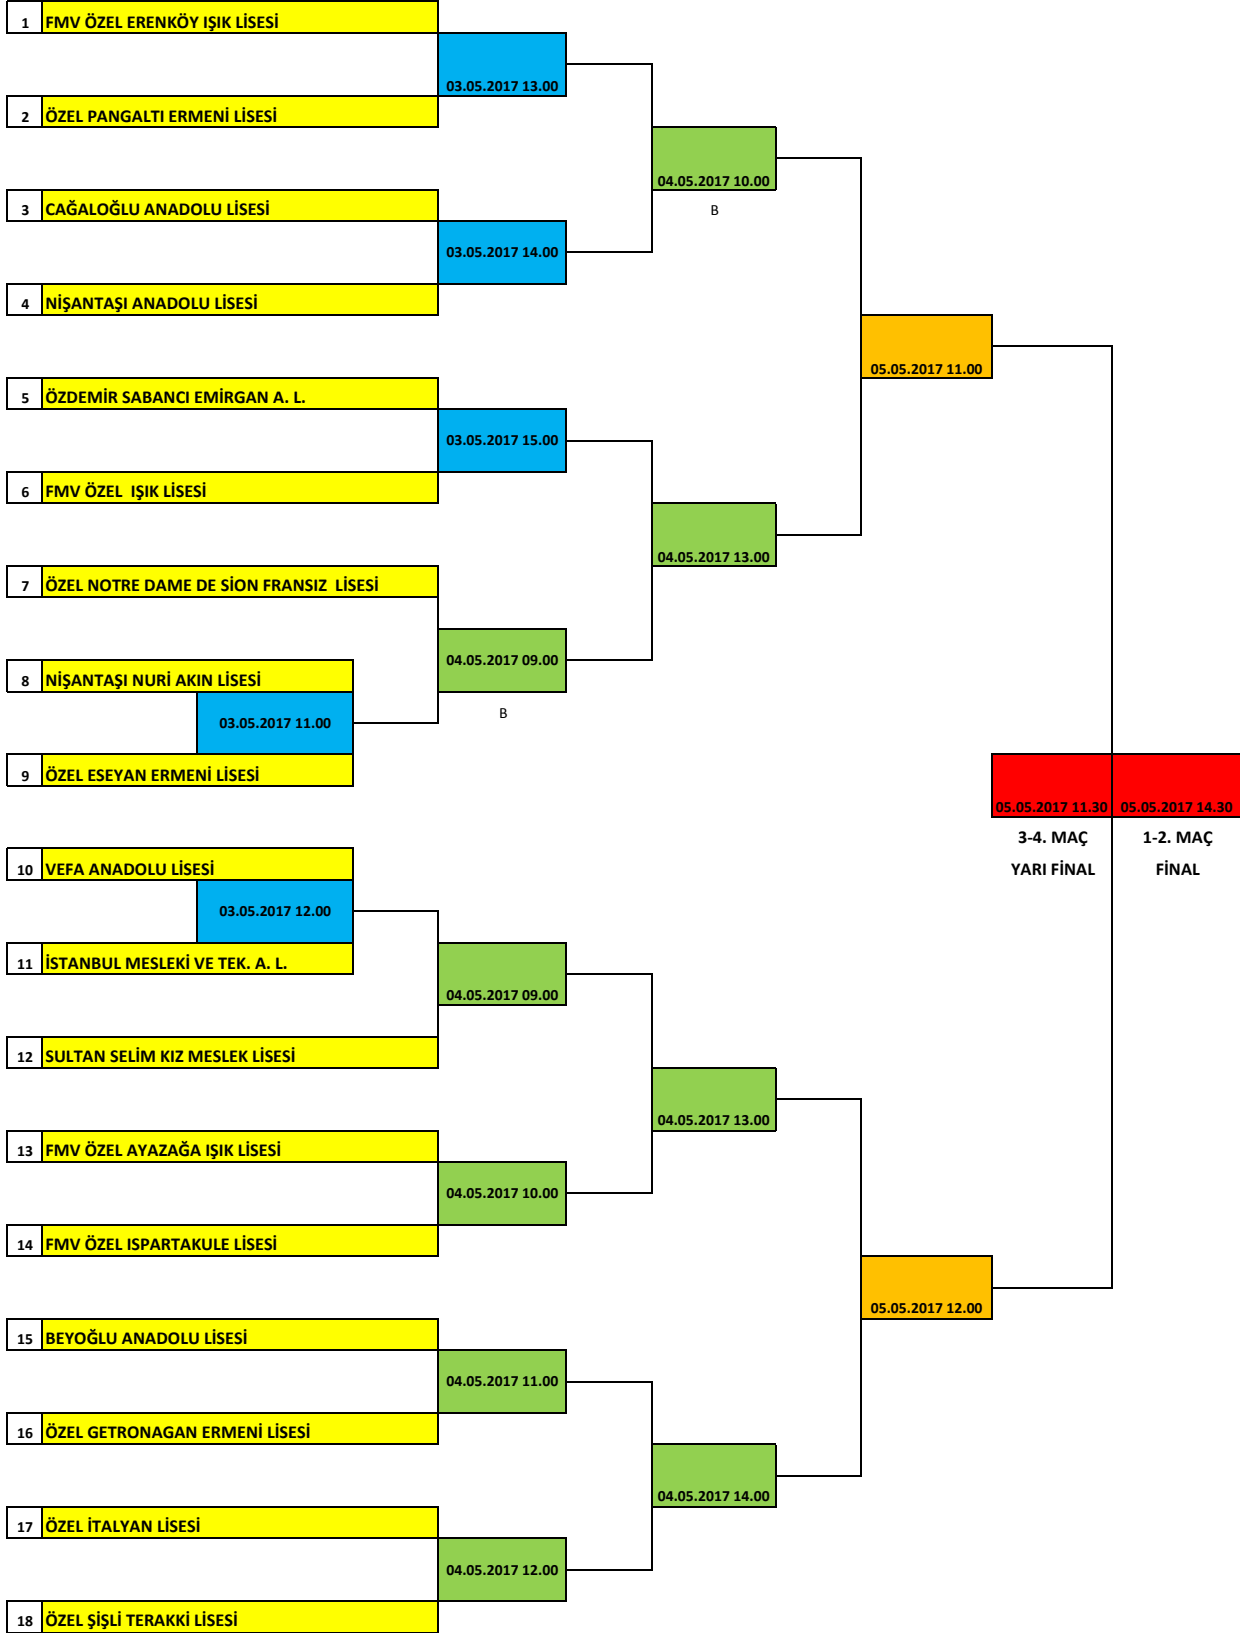 1 FMV ÖZEL ERENKÖY IŞIK LİSESİ
03.05.2017 13.00
2 ÖZEL PANGALTI ERMENİ LİSESİ
04.05.2017 10.00
3 CAĞALOĞLU ANADOLU LİSESİ
B
03.05.2017 14.00
4 NİŞANTAŞI ANADOLU LİSESİ
05.05.2017 11.00
5 ÖZDEMİR SABANCI EMİRGAN A. L.
03.05.2017 15.00
6 FMV ÖZEL  IŞIK LİSESİ
04.05.2017 13.00
7 ÖZEL NOTRE DAME DE SİON FRANSIZ  LİSESİ
04.05.2017 09.00
8 NİŞANTAŞI NURİ AKIN LİSESİ
B
03.05.2017 11.00
9 ÖZEL ESEYAN ERMENİ LİSESİ
05.05.2017 11.30 05.05.2017 14.30
3-4. MAÇ 1-2. MAÇ
10 VEFA ANADOLU LİSESİ
YARI FİNAL FİNAL
03.05.2017 12.00
11 İSTANBUL MESLEKİ VE TEK. A. L.
04.05.2017 09.00
12 SULTAN SELİM KIZ MESLEK LİSESİ
04.05.2017 13.00
13 FMV ÖZEL AYAZAĞA IŞIK LİSESİ
04.05.2017 10.00
14 FMV ÖZEL ISPARTAKULE LİSESİ
05.05.2017 12.00
15 BEYOĞLU ANADOLU LİSESİ
04.05.2017 11.00
16 ÖZEL GETRONAGAN ERMENİ LİSESİ
04.05.2017 14.00
17 ÖZEL İTALYAN LİSESİ
04.05.2017 12.00
18 ÖZEL ŞİŞLİ TERAKKİ LİSESİ